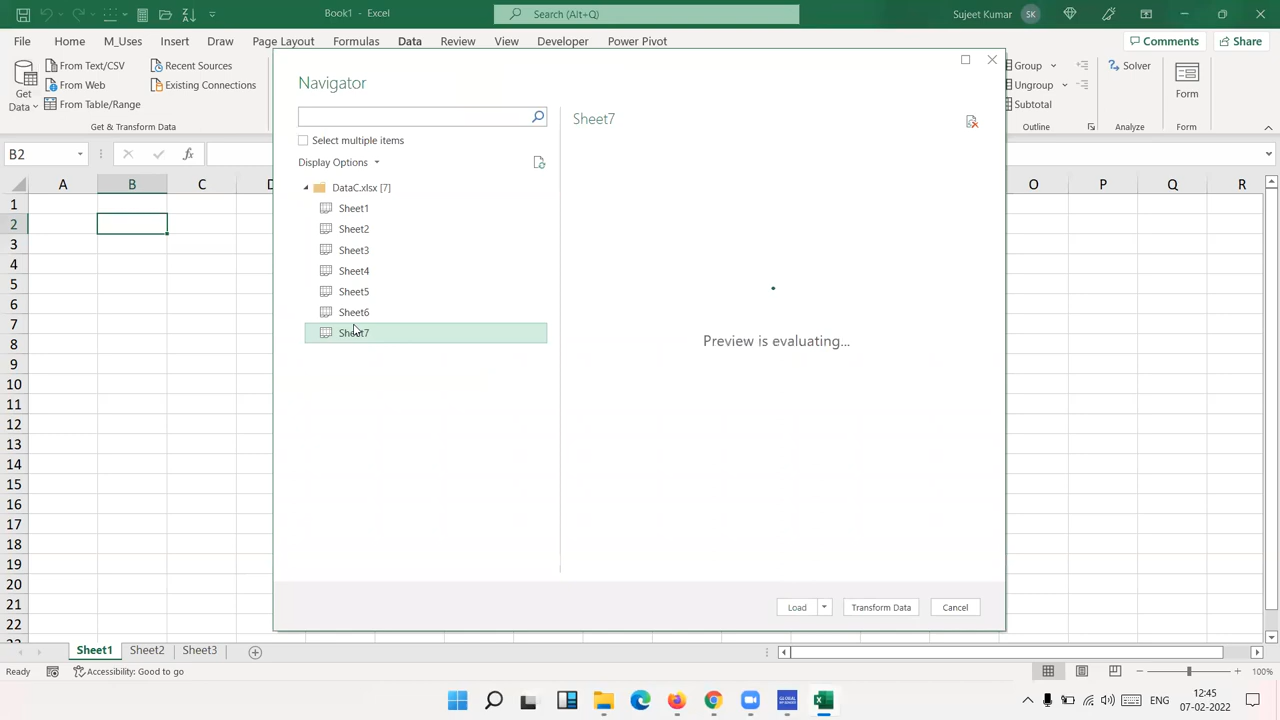 Book1 - Excel
Search (Alt+Q)
Sujeet Kumar
SK
File
Home
M_Uses
Insert
Draw
Page Layout
Formulas
Data
Review
View
Developer
Help
Power Pivot
Comments
Share
Get
Data
From Text/CSV
From Web
From Table/Range
Recent Sources
Existing Connections
Get & Transform Data
Group
Ungroup
Subtotal
Outline
Solver
Analyze
Form
Form
B2
fx
A B C D O P Q R
1
2
3
4
5
6
7
8
9
10
11
12
13
14
15
16
17
18
19
20
21
22
Navigator
Select multiple items
Display Options
DataC.xlsx [7]
Sheet1
Sheet2
Sheet3
Sheet4
Sheet5
Sheet6
Sheet7
Sheet7
Preview is evaluating...
Load
Transform Data
Cancel
Sheet1
Sheet2
Sheet3
Ready
Accessibility: Good to go
100%
GLOBAL
ENG
12:45
07-02-2022